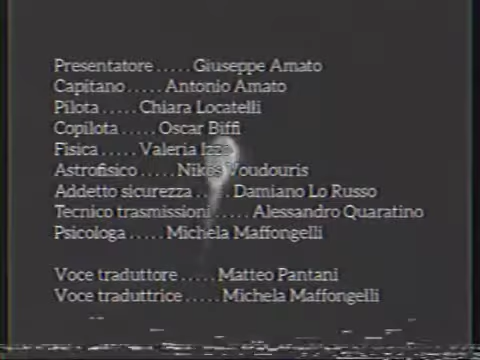 Presentatore ..... Giuseppe Amato
Capitano ..... Antonio Amato
Pilota ..... Chiara Locatelli
Copilota ..... Oscar Biffi
Fisica ..... Valeria Izzo
Astrofisico ..... Nikos Voudouris
Addetto sicurezza ..... Damiano Lo Russo
Tecnico trasmissioni ..... Alessandro Quaratino
Psicologa ..... Michela Maffongelli
Voce traduttore ..... Matteo Pantani
Voce traduttrice ..... Michela Maffongelli